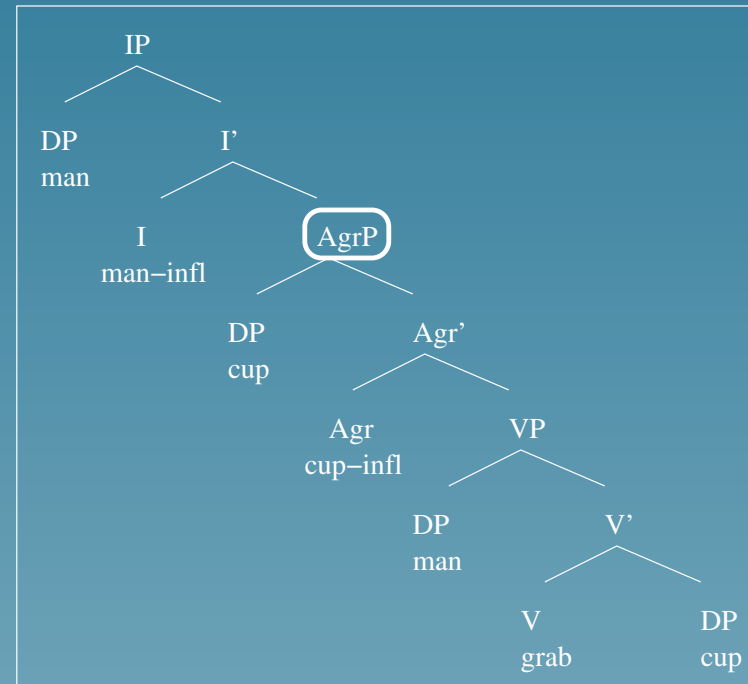 IP
DP I’
man
I AgrP
man−infl
DP Agr’
cup
Agr VP
cup−infl
DP V’
man
V DP
grab cup